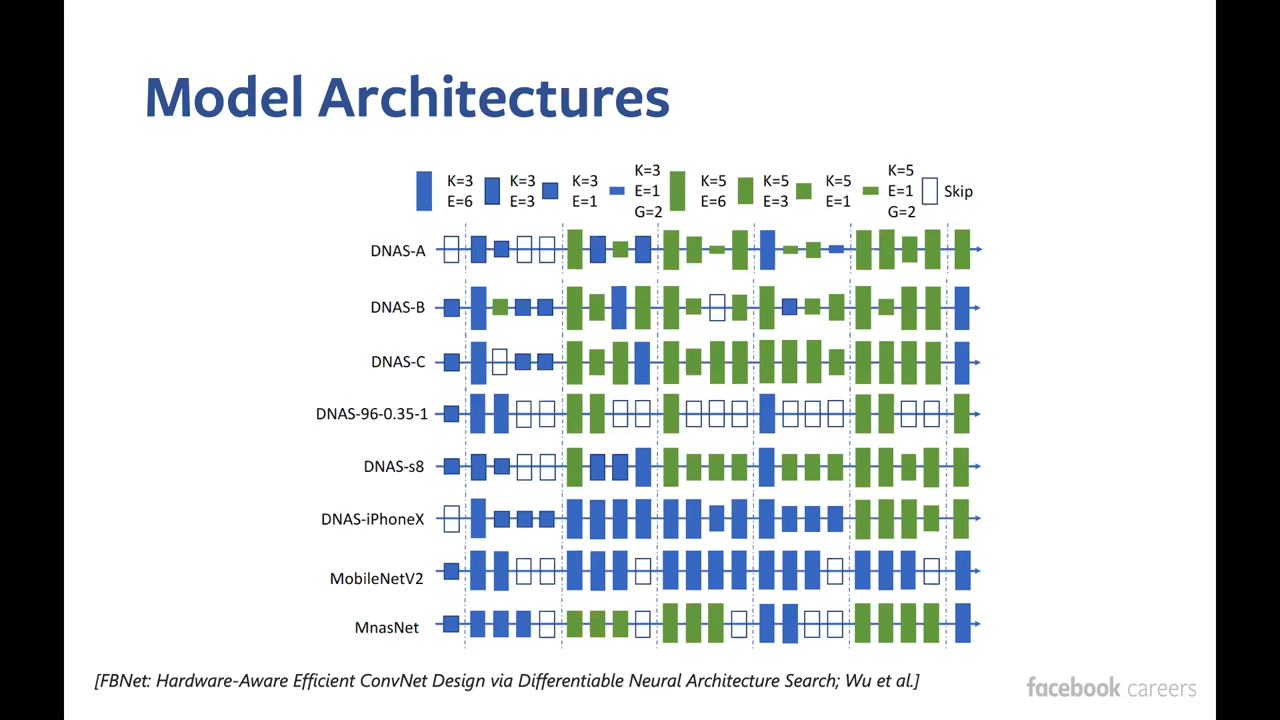 Model Architectures
K=3
E=6
K=3
E=3
K=3
E=1
K=3
E=1
G=2
K=5
E=6
K=5
E=3
K=5
E=1
K=5
E=1
G=2
Skip
DNAS-A
DNAS-B
DNAS-C
DNAS-96-0.35-1
DNAS-s8
DNAS-iPhoneX
MobileNetV2
MnasNet
[FBNet: Hardware-Aware Efficient ConvNet Design via Differentiable Neural Architecture Search; Wu et al.]
facebook careers